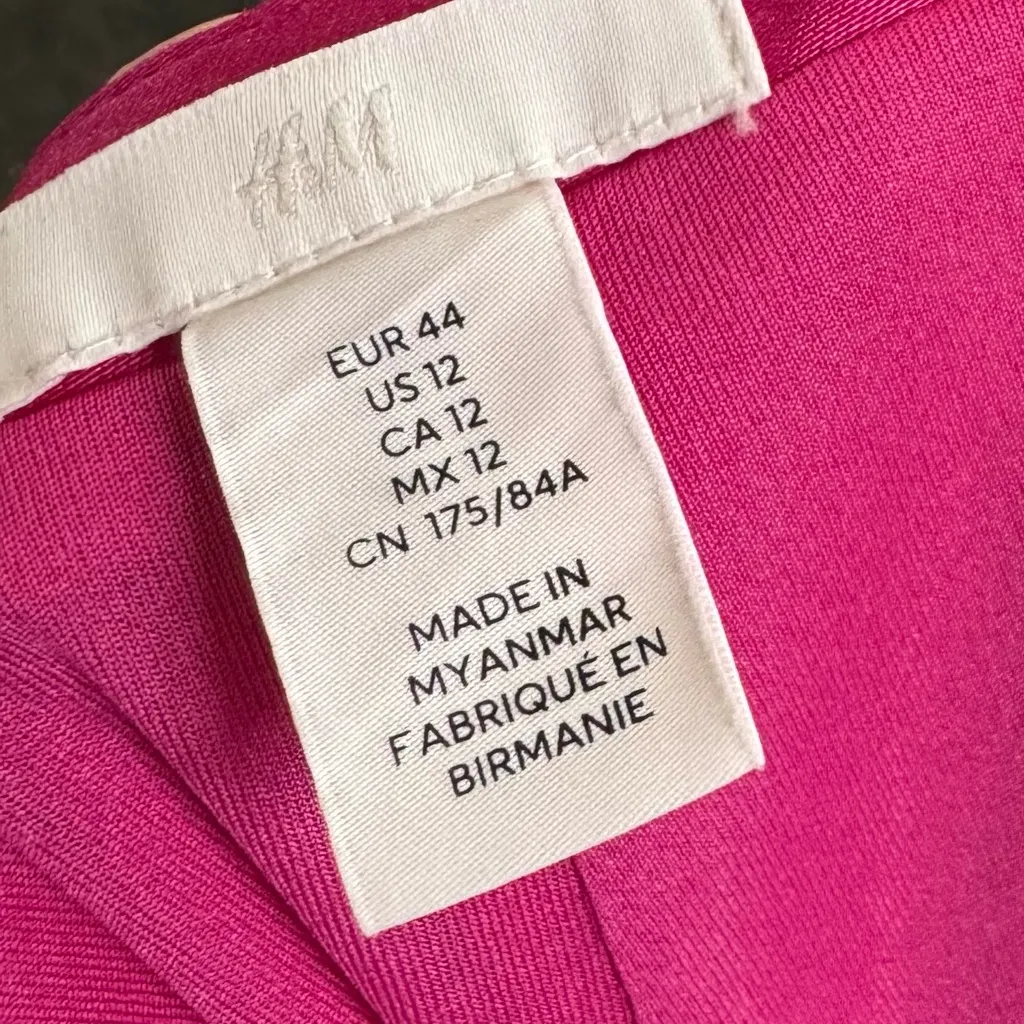 H&M
EUR 44
US 12
CA 12
MX 12
CN 175/84A
MADE IN
MYANMAR
FABRIQUÉ EN
BIRMANIE